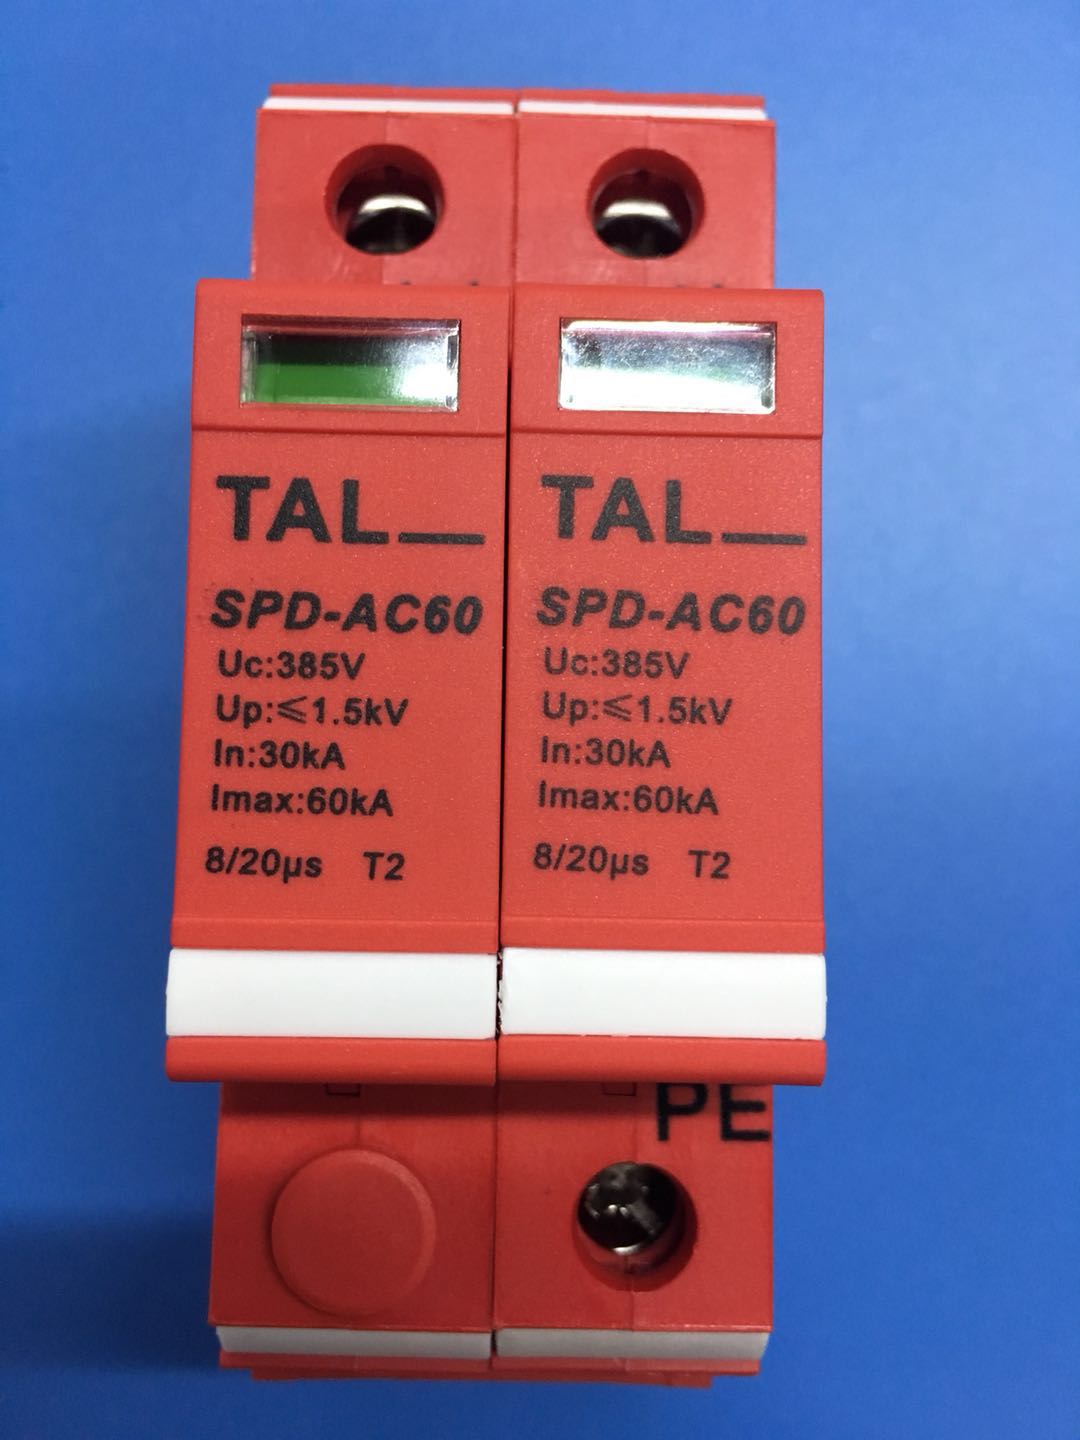 TAL
SPD-AC60
Uc:385V
Up:≤1.5kV
In:30kA
Imax:60kA
8/20μs T2
TAL
SPD-AC60
Uc:385V
Up:≤1.5kV
In:30kA
Imax:60kA
8/20μs T2
PE